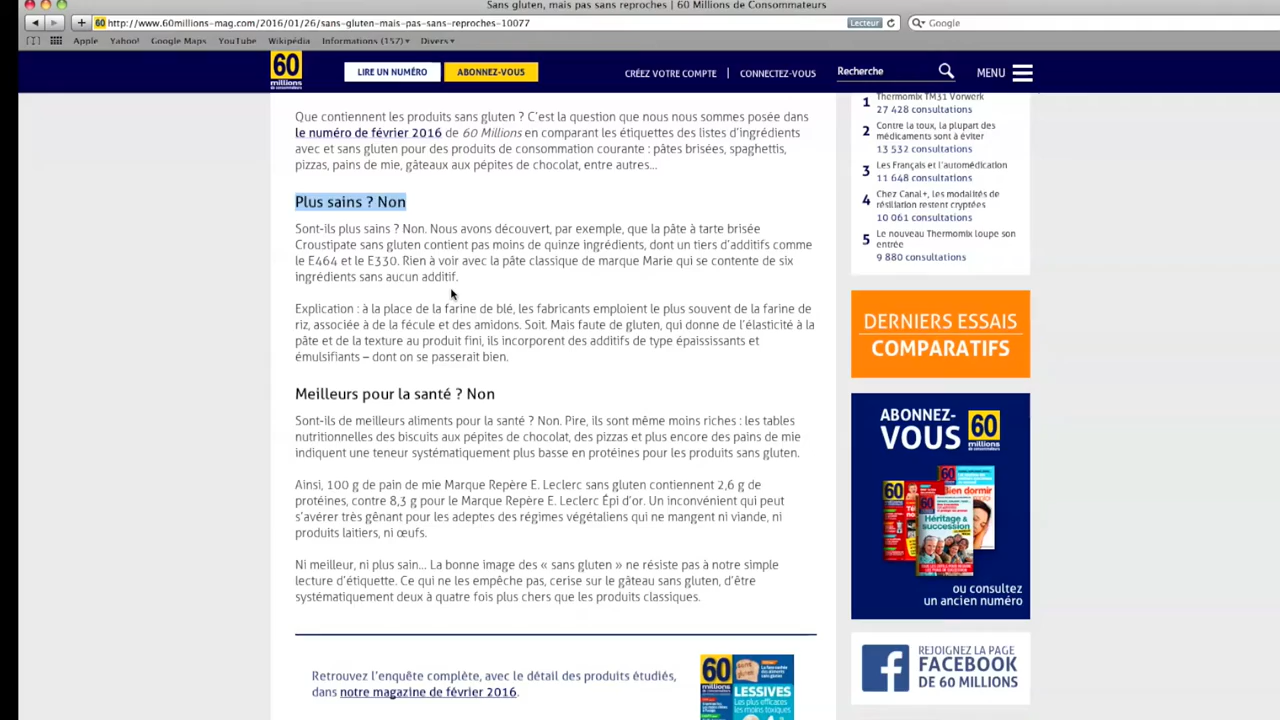 Sans gluten, mais pas sans reproches | 60 Millions de Consommateurs
60 http://www.60millions-mag.com/2016/01/26/sans-gluten-mais-pas-sans-reproches-10077
Lecteur
Google
Apple Yahoo! Google Maps YouTube Wikipédia Informations (157) Divers
60
millions
de consommateurs
LIRE UN NUMÉRO
ABONNEZ-VOUS
CRÉEZ VOTRE COMPTE | CONNECTEZ-VOUS
Recherche
MENU
Que contiennent les produits sans gluten ? C'est la question que nous nous sommes posée dans
le numéro de février 2016 de 60 Millions en comparant les étiquettes des listes d'ingrédients
avec et sans gluten pour des produits de consommation courante : pâtes brisées, spaghettis,
pizzas, pains de mie, gâteaux aux pépites de chocolat, entre autres…
Plus sains ? Non
Sont-ils plus sains ? Non. Nous avons découvert, par exemple, que la pâte à tarte brisée
Croustipate sans gluten contient pas moins de quinze ingrédients, dont un tiers d'additifs comme
le E464 et le E330. Rien à voir avec la pâte classique de marque Marie qui se contente de six
ingrédients sans aucun additif.
Explication : à la place de la farine de blé, les fabricants emploient le plus souvent de la farine de
riz, associée à de la fécule et des amidons. Soit. Mais faute de gluten, qui donne de l'élasticité à la
pâte et de la texture au produit fini, ils incorporent des additifs de type épaississants et
émulsifiants – dont on se passerait bien.
Meilleurs pour la santé ? Non
Sont-ils de meilleurs aliments pour la santé ? Non. Pire, ils sont même moins riches : les tables
nutritionnelles des biscuits aux pépites de chocolat, des pizzas et plus encore des pains de mie
indiquent une teneur systématiquement plus basse en protéines pour les produits sans gluten.
Ainsi, 100 g de pain de mie Marque Repère E. Leclerc sans gluten contiennent 2,6 g de
protéines, contre 8,3 g pour le Marque Repère E. Leclerc Épi d'or. Un inconvenient qui peut
s'avérer très gênant pour les adeptes des régimes végétaliens qui ne mangent ni viande, ni
produits laitiers, ni œufs.
Ni meilleur, ni plus sain… La bonne image des « sans gluten » ne résiste pas à notre simple
lecture d'étiquette. Ce qui ne les empêche pas, cerise sur le gâteau sans gluten, d'être
systématiquement deux à quatre fois plus chers que les produits classiques.
Retrouvez l'enquête complète, avec le détail des produits étudiés,
dans notre magazine de février 2016.
60
LESSIVES
Les plus efficaces
les moins toxiques
1 Thermomix TM31 Vorwerk
27 428 consultations
2 Contre la toux, la plupart des
médicaments sont à éviter
13 532 consultations
3 Les Français et l'automédication
11 648 consultations
4 Chez Canal+, les modalités de
résiliation restent cryptées
10 061 consultations
5 Le nouveau Thermomix loupe son
entrée
9 880 consultations
DERNIERS ESSAIS
COMPARATIFS
ABONNEZ-
VOUS
60
millions
de consommateurs
60
bien dormir
Héritage &
succession
ou consultez
un ancien numéro
REJOIGNEZ LA PAGE
FACEBOOK
DE 60 MILLIONS